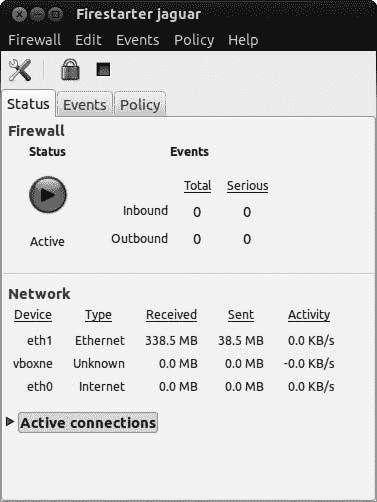 Firestarter jaguar
Firewall Edit Events Policy Help
Status Events Policy
Firewall
Status Events
Total Serious
Inbound 0 0
Outbound 0 0
Active
Network
Device Type Received Sent Activity
eth1 Ethernet 338.5 MB 38.5 MB 0.0 KB/s
vboxne Unknown 0.0 MB 0.0 MB -0.0 KB/s
eth0 Internet 0.0 MB 0.0 MB 0.0 KB/s
Active connections